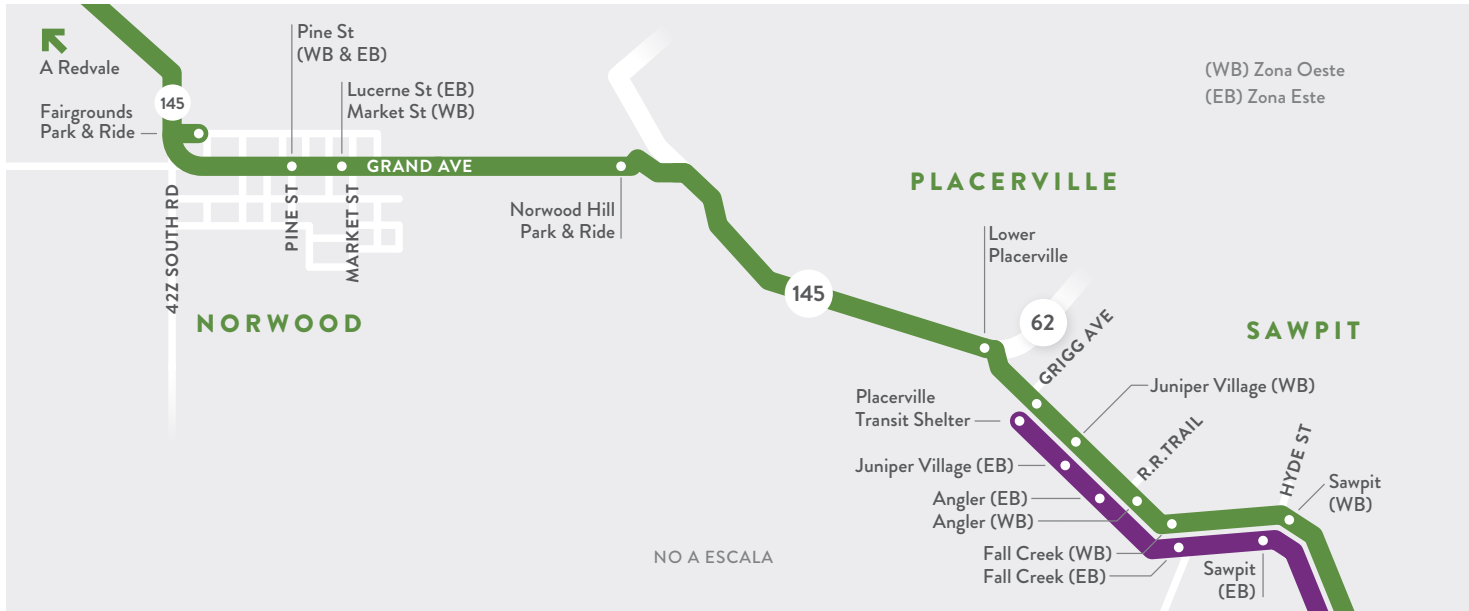 Pine St
(WB & EB)
A Redvale
(WB) Zona Oeste
(EB) Zona Este
Lucerne St (EB)
Market St (WB)
145
Fairgrounds
Park & Ride
GRAND AVE
PLACERVILLE
42Z SOUTH RD
PINE ST
MARKET ST
Norwood Hill
Park & Ride
Lower
Placerville
145
62
NORWOOD
SAWPIT
GRIGG AVE
Juniper Village (WB)
Placerville
Transit Shelter
R.R.TRAIL
HYDE ST
Juniper Village (EB)
Sawpit
(WB)
Angler (EB)
Angler (WB)
NO A ESCALA
Fall Creek (WB)
Fall Creek (EB)
Sawpit
(EB)